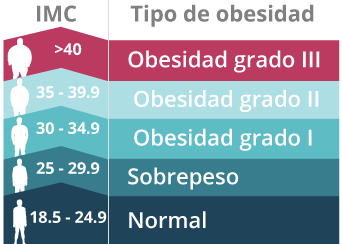 IMC Tipo de obesidad
>40 Obesidad grado III
35 - 39.9 Obesidad grado II
30 - 34.9 Obesidad grado I
25 - 29.9 Sobrepeso
18.5 - 24.9 Normal